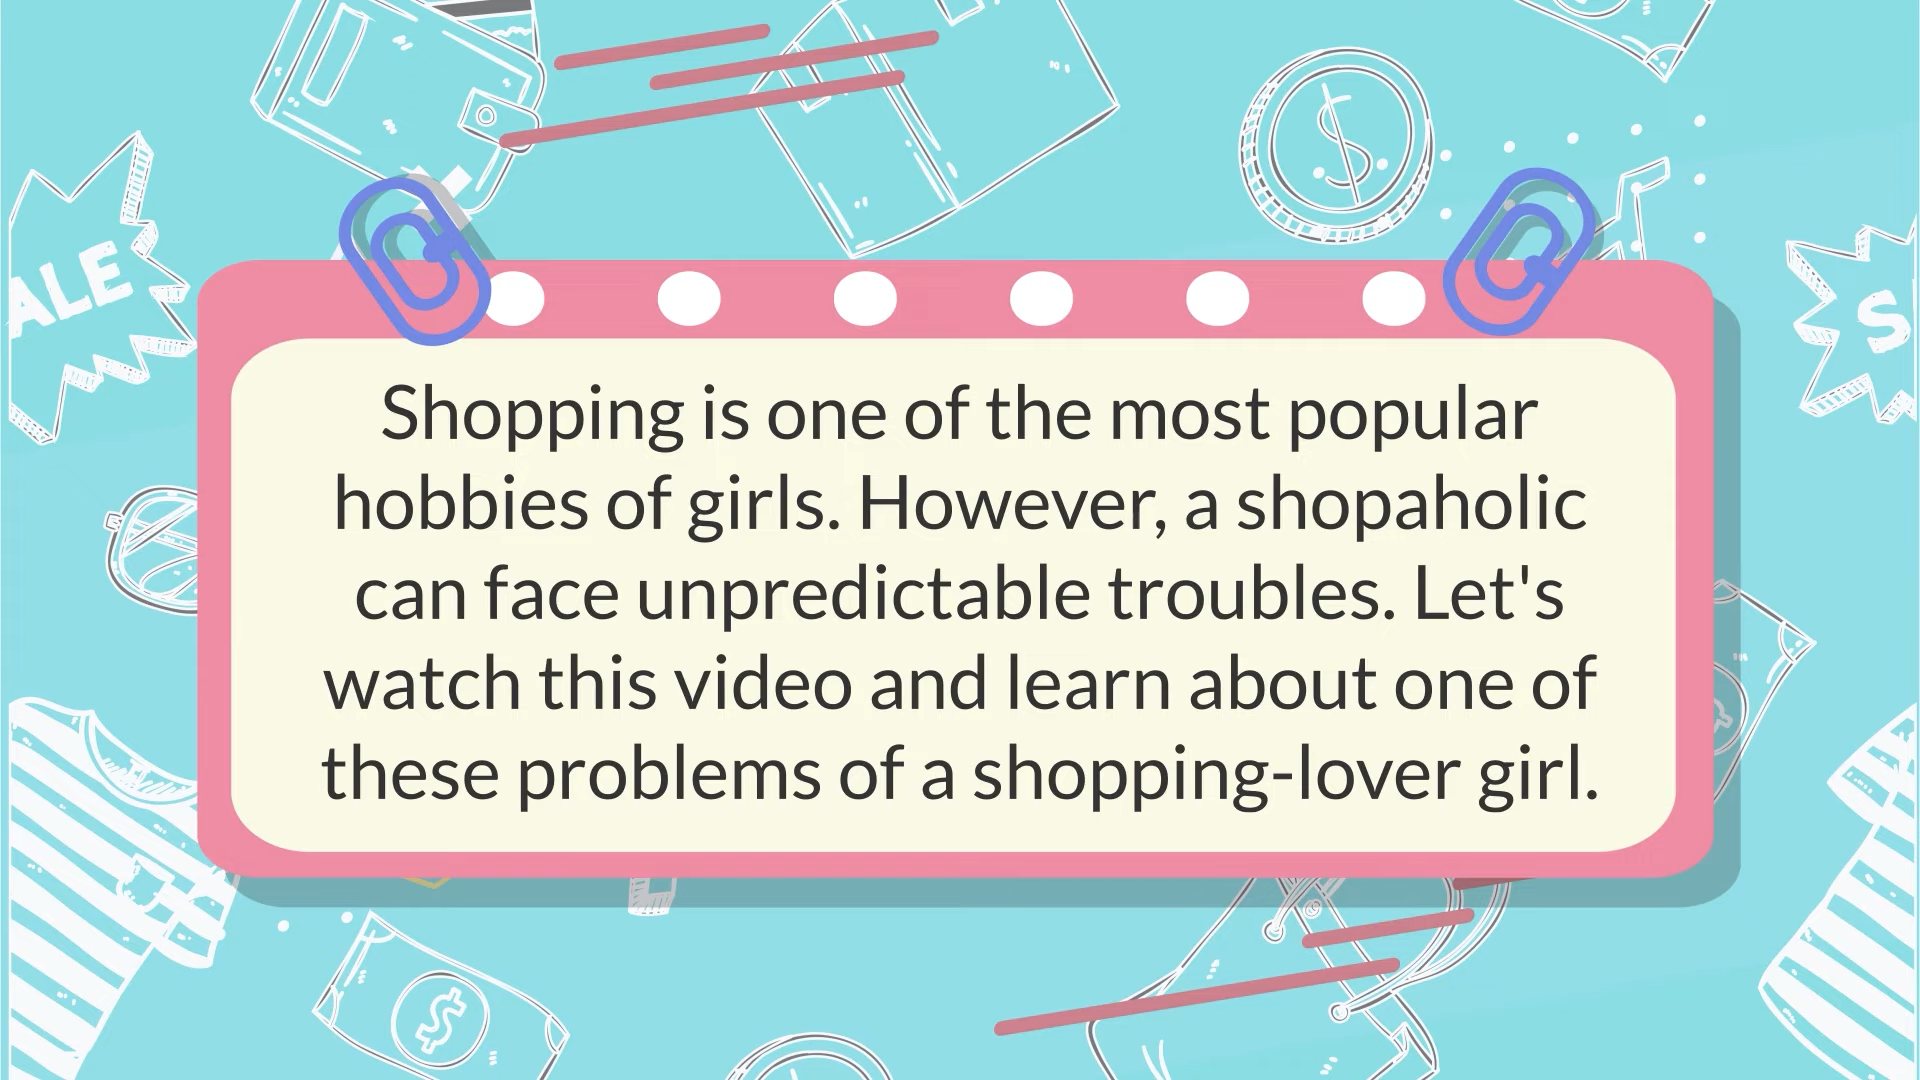 ALE
S
Shopping is one of the most popular
hobbies of girls. However, a shopaholic
can face unpredictable troubles. Let's
watch this video and learn about one of
these problems of a shopping-lover girl.